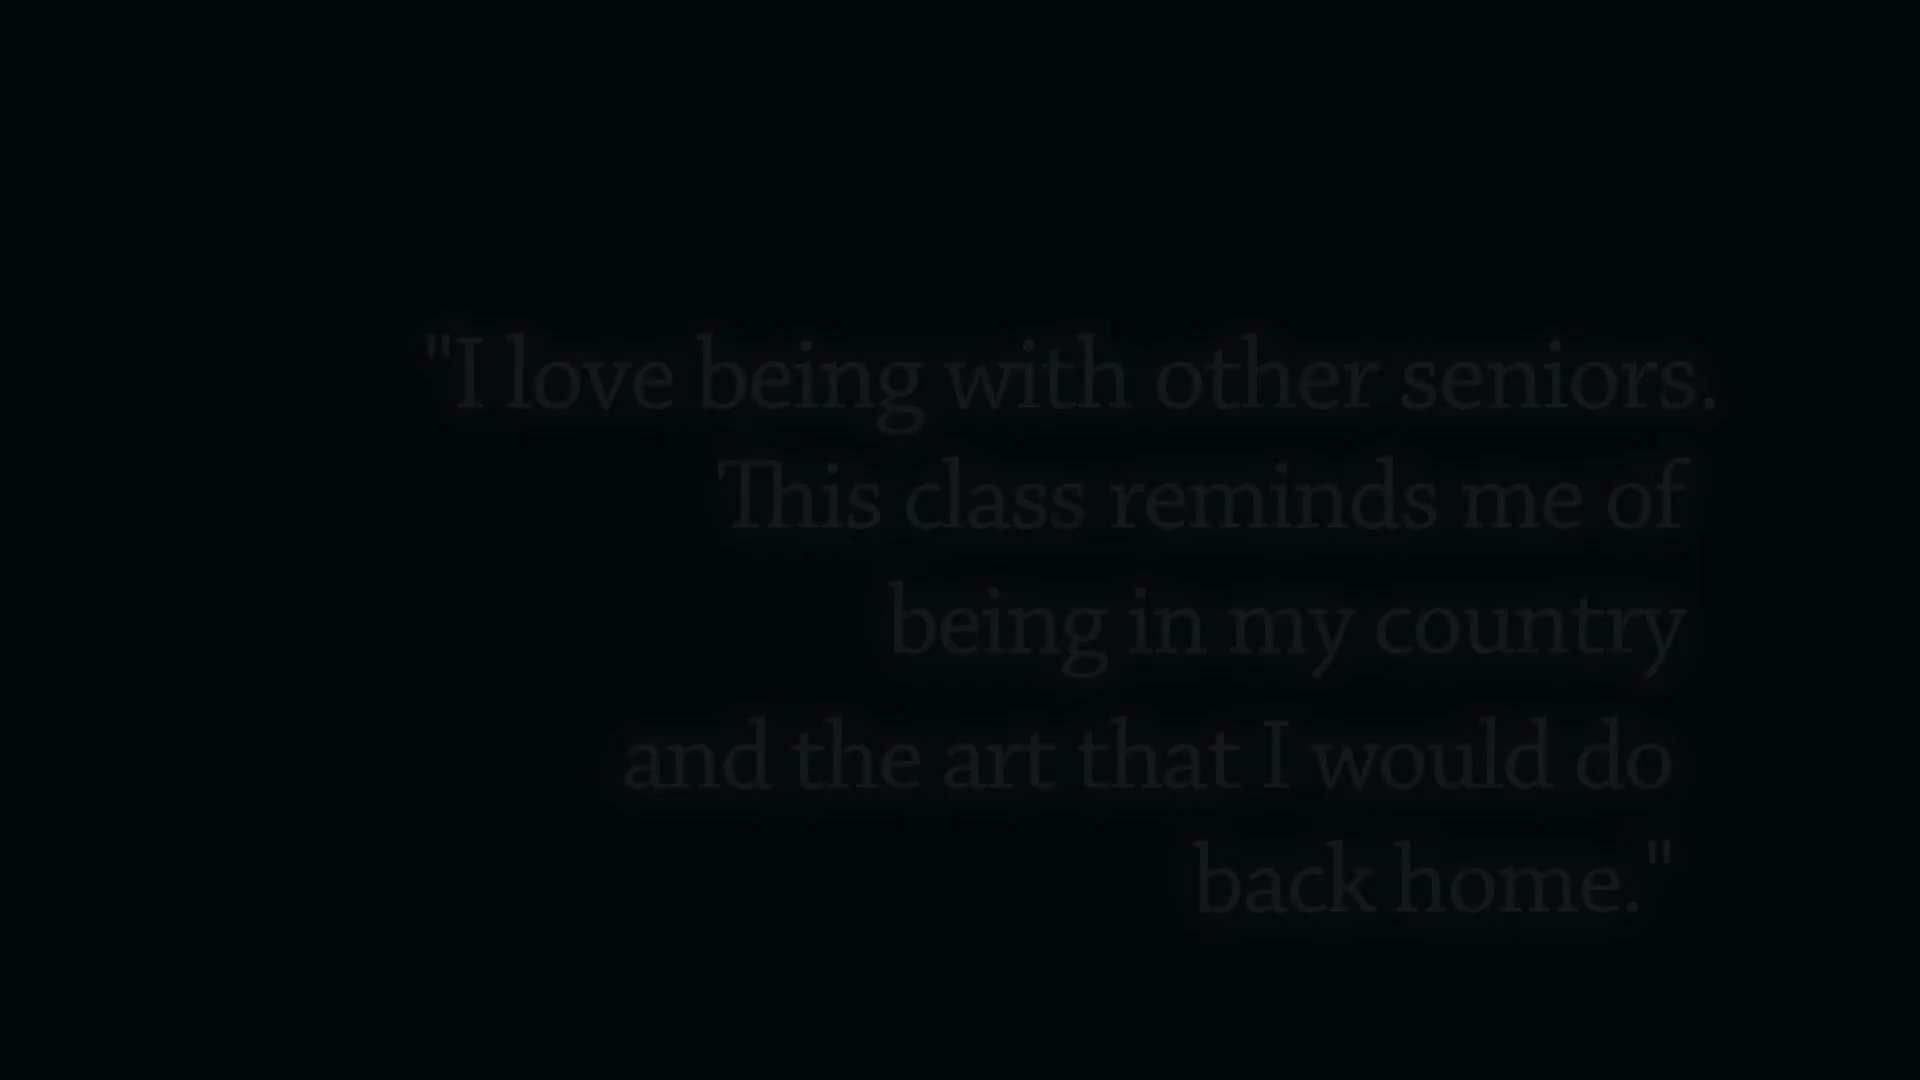 "I love being with other seniors.
This class reminds me of
being in my country
and the art that I would do
back home."